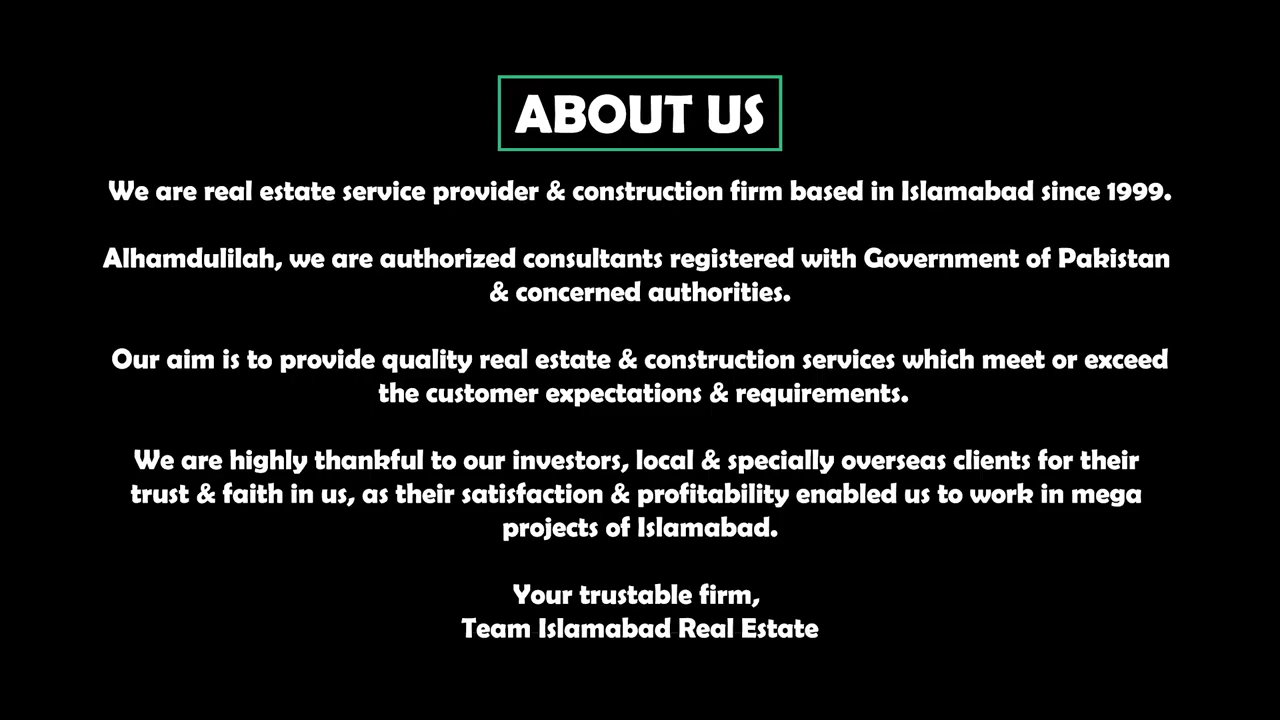 ABOUT US
We are real estate service provider & construction firm based in Islamabad since 1999.
Alhamdulilah, we are authorized consultants registered with Government of Pakistan
& concerned authorities.
Our aim is to provide quality real estate & construction services which meet or exceed
the customer expectations & requirements.
We are highly thankful to our investors, local & specially overseas clients for their
trust & faith in us, as their satisfaction & profitability enabled us to work in mega
projects of Islamabad.
Your trustable firm,
Team Islamabad Real Estate